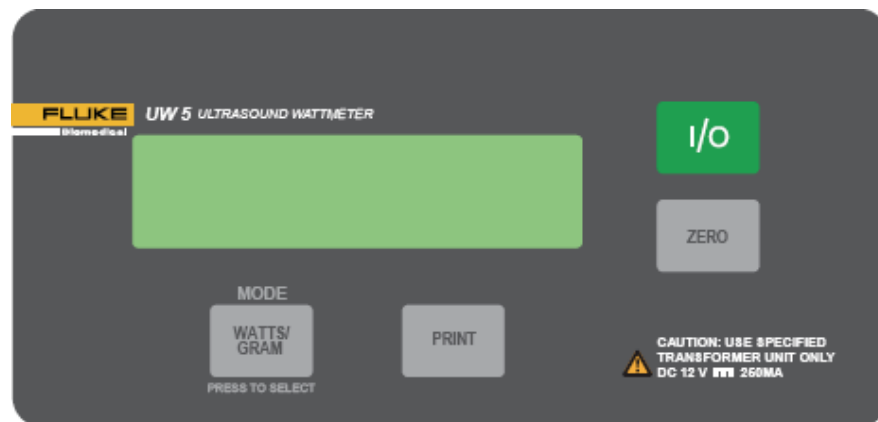 FLUKE
Biomedical
UW 5 ULTRASOUND WATTMETER
I/O
ZERO
MODE
WATTS/
GRAM
PRESS TO SELECT
PRINT
CAUTION: USE SPECIFIED
TRANSFORMER UNIT ONLY
DC 12 V 250MA